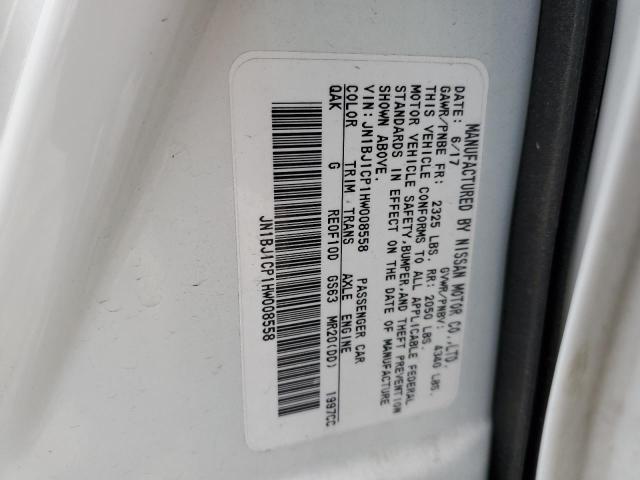 MANUFACTURED BY NISSAN MOTOR CO.,LTD.
DATE: 6/17 GVWR/PNBV: 4340 LBS.
GAWR/PNBE FR: 2325 LBS. RR: 2050 LBS.
THIS VEHICLE CONFORMS TO ALL APPLICABLE FEDERAL
MOTOR VEHICLE SAFETY,BUMPER,AND THEFT PREVENTION
STANDARDS IN EFFECT ON THE DATE OF MANUFACTURE
SHOWN ABOVE.
VIN:JN1BJ1CP1HW008558 PASSENGER CAR
COLOR TRIM TRANS AXLE ENGINE
QAK G RE0F10D GS63 MR20(DD) 1997CC
JN1BJ1CP1HW008558